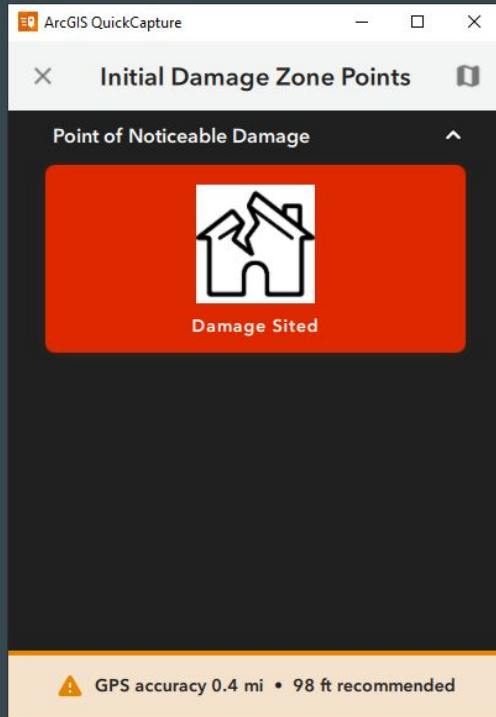 ArcGIS QuickCapture
Initial Damage Zone Points
Point of Noticeable Damage
Damage Sited
GPS accuracy 0.4 mi • 98 ft recommended